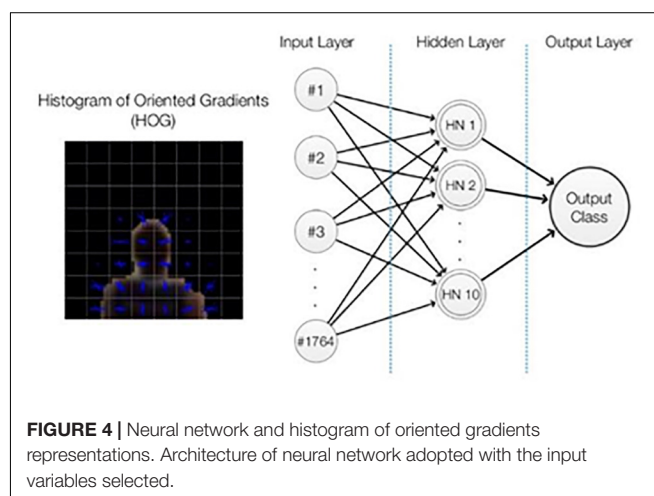 Input Layer
Hidden Layer
Output Layer
Histogram of Oriented Gradients
(HOG)
#1
#2
#3
#1764
HN 1
HN 2
HN 10
Output
Class
FIGURE 4 | Neural network and histogram of oriented gradients
representations. Architecture of neural network adopted with the input
variables selected.